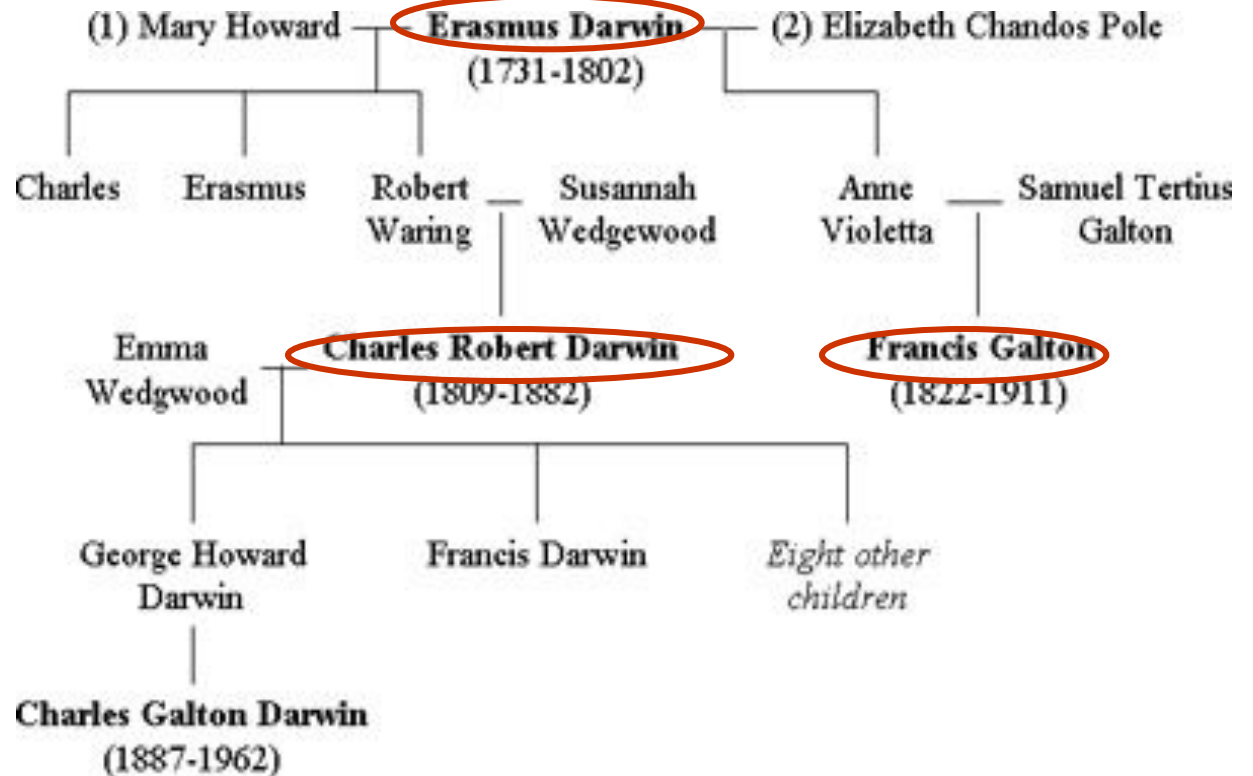 (1) Mary Howard Erasmus Darwin (2) Elizabeth Chandos Pole
(1731-1802)
Charles Erasmus Robert Susannah Anne Samuel Tertius
Waring Wedgewood Violetta Galton
Emma Charles Robert Darwin Francis Galton
Wedgwood (1809-1882) (1822-1911)
George Howard Francis Darwin Eight other
Darwin children
Charles Galton Darwin
(1887-1962)